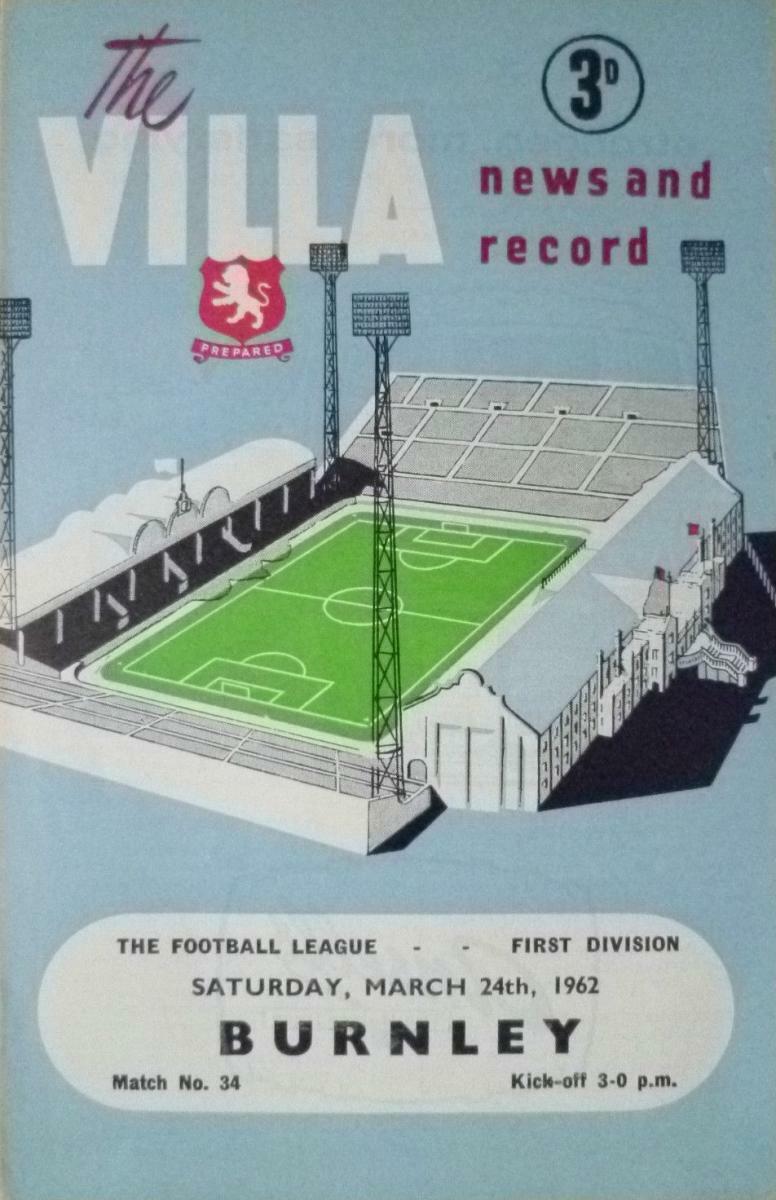 The
VILLA
3D
news and
record
PREPARED
THE FOOTBALL LEAGUE - - FIRST DIVISION
SATURDAY, MARCH 24th, 1962
BURNLEY
Match No. 34 Kick-off 3-0 p.m.